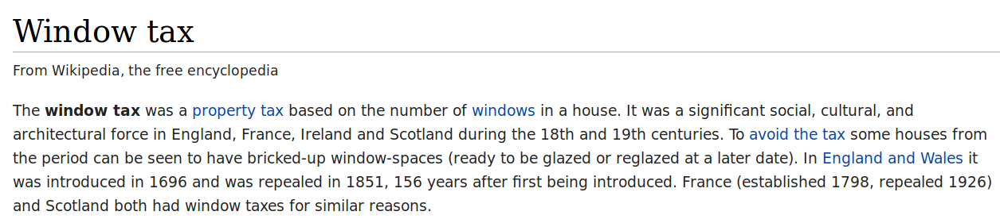 Window tax
From Wikipedia, the free encyclopedia
The window tax was a property tax based on the number of windows in a house. It was a significant social, cultural, and
architectural force in England, France, Ireland and Scotland during the 18th and 19th centuries. To avoid the tax some houses from
the period can be seen to have bricked-up window-spaces (ready to be glazed or reglazed at a later date). In England and Wales it
was introduced in 1696 and was repealed in 1851, 156 years after first being introduced. France (established 1798, repealed 1926)
and Scotland both had window taxes for similar reasons.